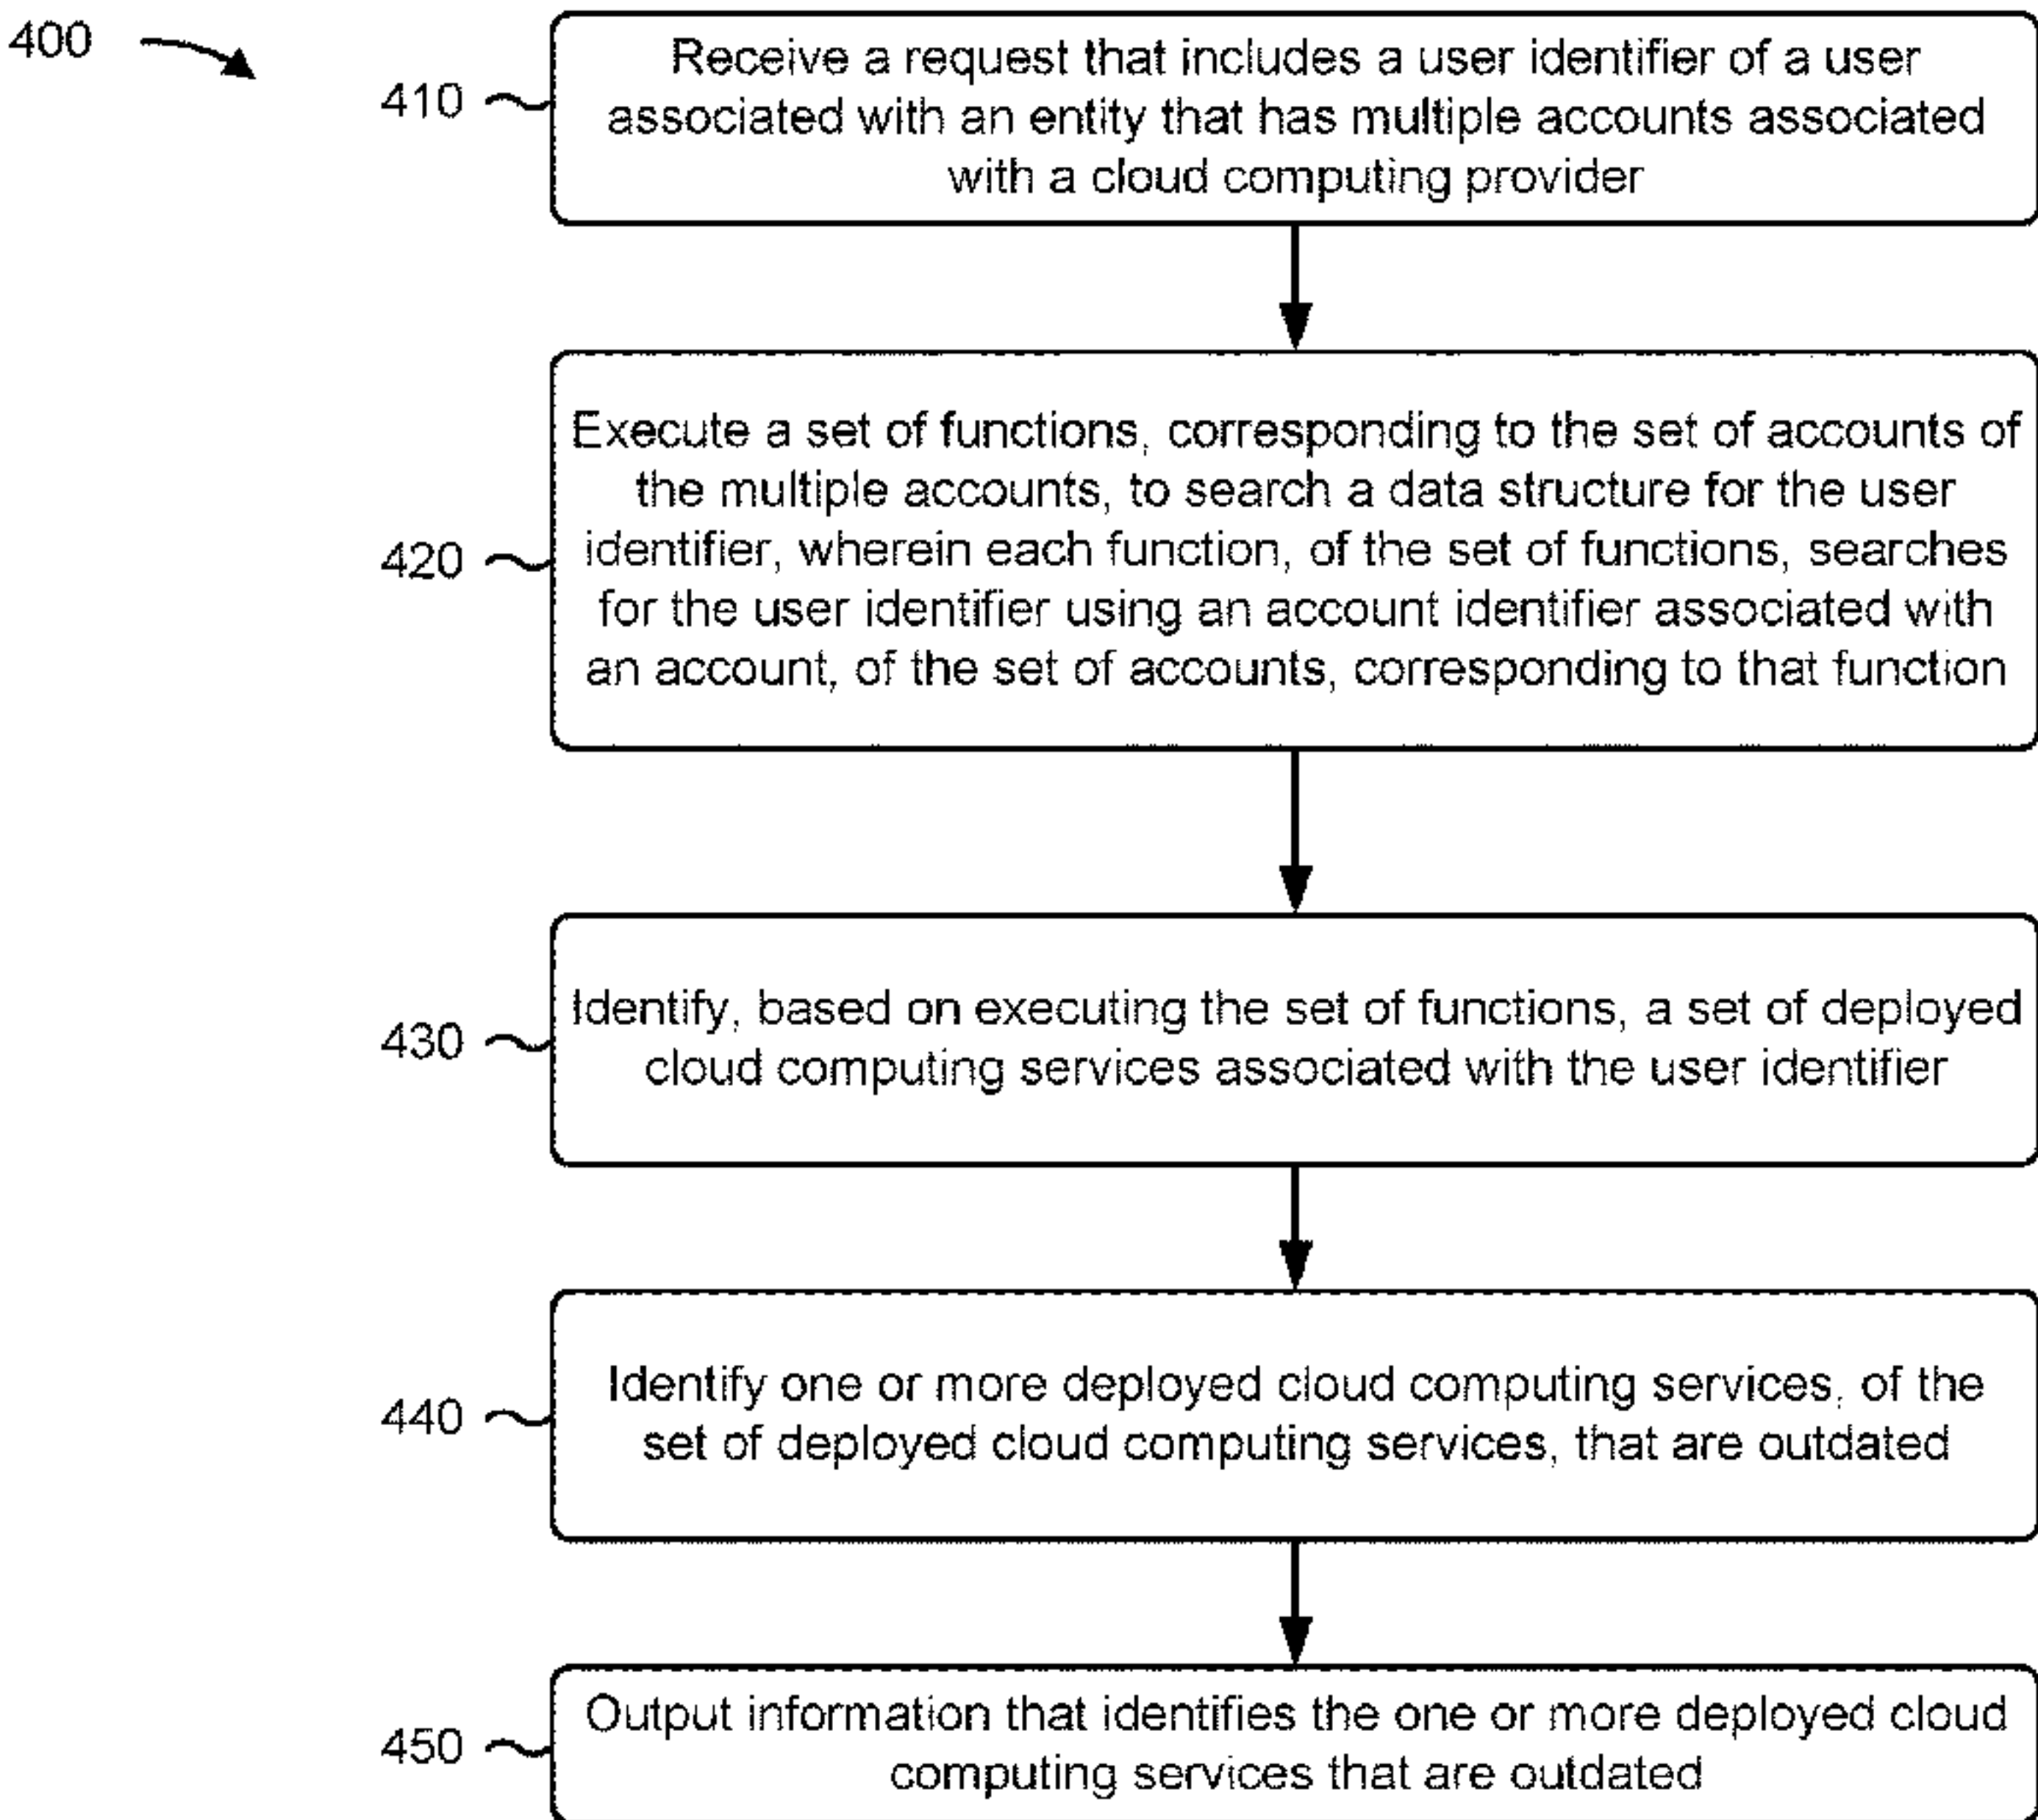 400
410
Receive a request that includes a user identifier of a user
associated with an entity that has multiple accounts associated
with a cloud computing provider
420
Execute a set of functions, corresponding to the set of accounts of
the multiple accounts, to search a data structure for the user
identifier, wherein each function, of the set of functions, searches
for the user identifier using an account identifier associated with
an account, of the set of accounts, corresponding to that function
430
Identify, based on executing the set of functions, a set of deployed
cloud computing services associated with the user identifier
440
Identify one or more deployed cloud computing services, of the
set of deployed cloud computing services, that are outdated
450
Output information that identifies the one or more deployed cloud
computing services that are outdated